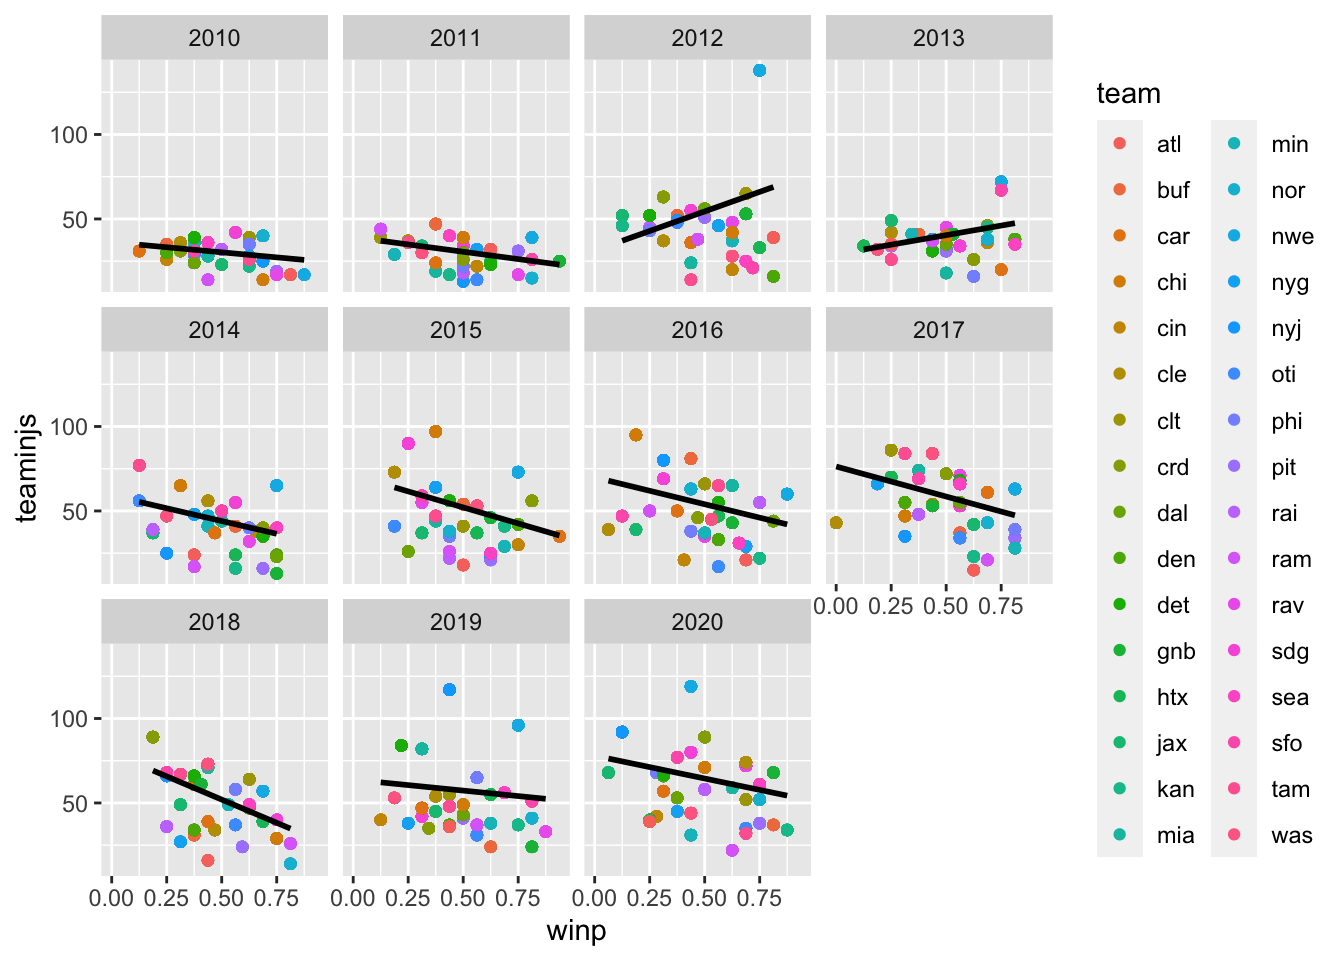 2010 2011 2012 2013
100
50
2014 2015 2016 2017
100
50
0.00 0.25 0.50 0.75
2018 2019 2020
100
50
0.00 0.25 0.50 0.75 0.00 0.25 0.50 0.75 0.00 0.25 0.50 0.75
winp
teaminjs
team
atl min
buf nor
car nwe
chi nyg
cin nyj
cle oti
clt phi
crd pit
dal rai
den ram
det rav
gnb sdg
htx sea
jax sfo
kan tam
mia was